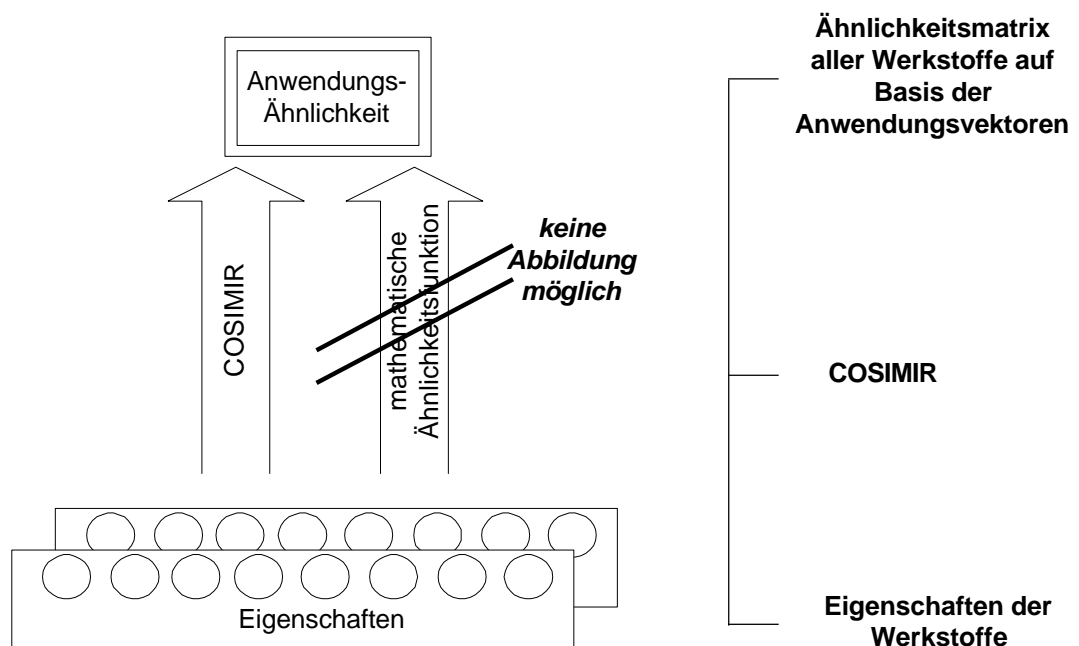 Anwendungs-
Ähnlichkeit
COSIMIR
mathematische
Ähnlichkeitsfunktion
keine
Abbildung
möglich
Eigenschaften
Ähnlichkeitsmatrix
aller Werkstoffe auf
Basis der
Anwendungsvektoren
COSIMIR
Eigenschaften der
Werkstoffe